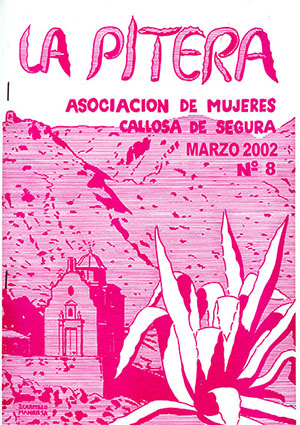 LA PITERA
ASOCIACION DE MUJERES
CALLOSA DE SEGURA
MARZO 2002
Nº 8